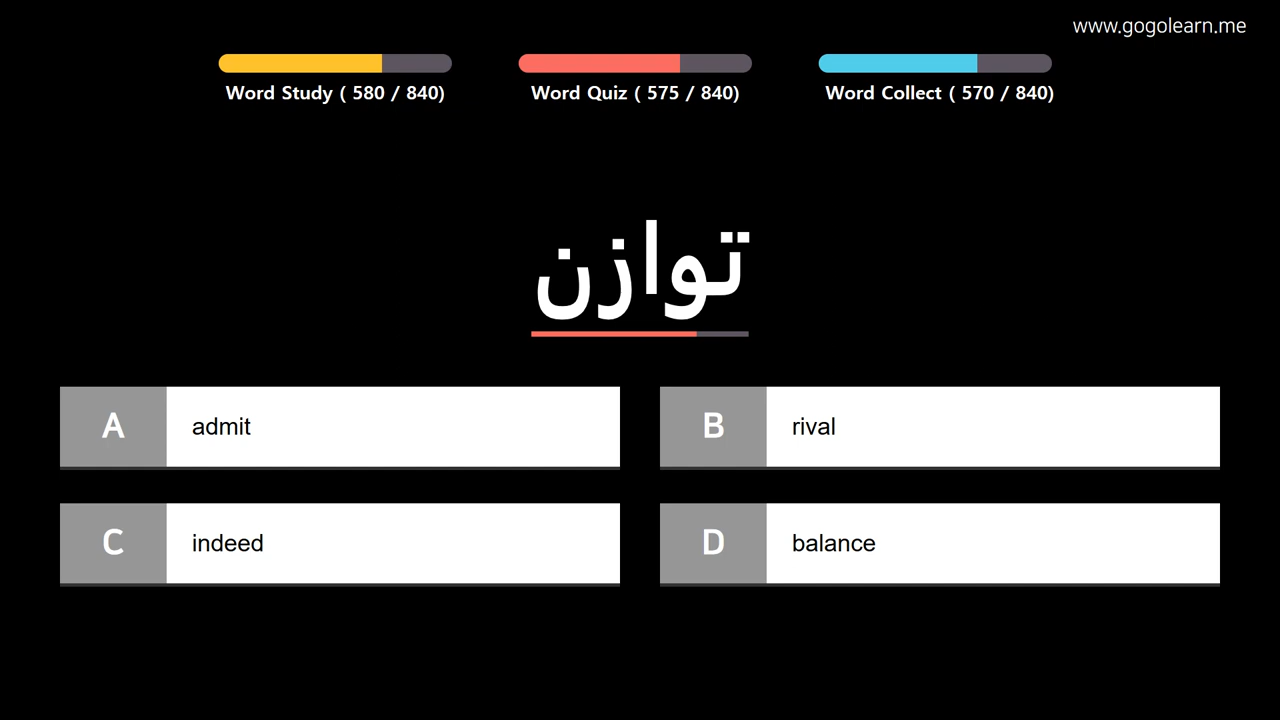 www.gogolearn.me
Word Study ( 580 / 840)
Word Quiz ( 575 / 840)
Word Collect ( 570 / 840)
توازن
A admit
B rival
C indeed
D balance